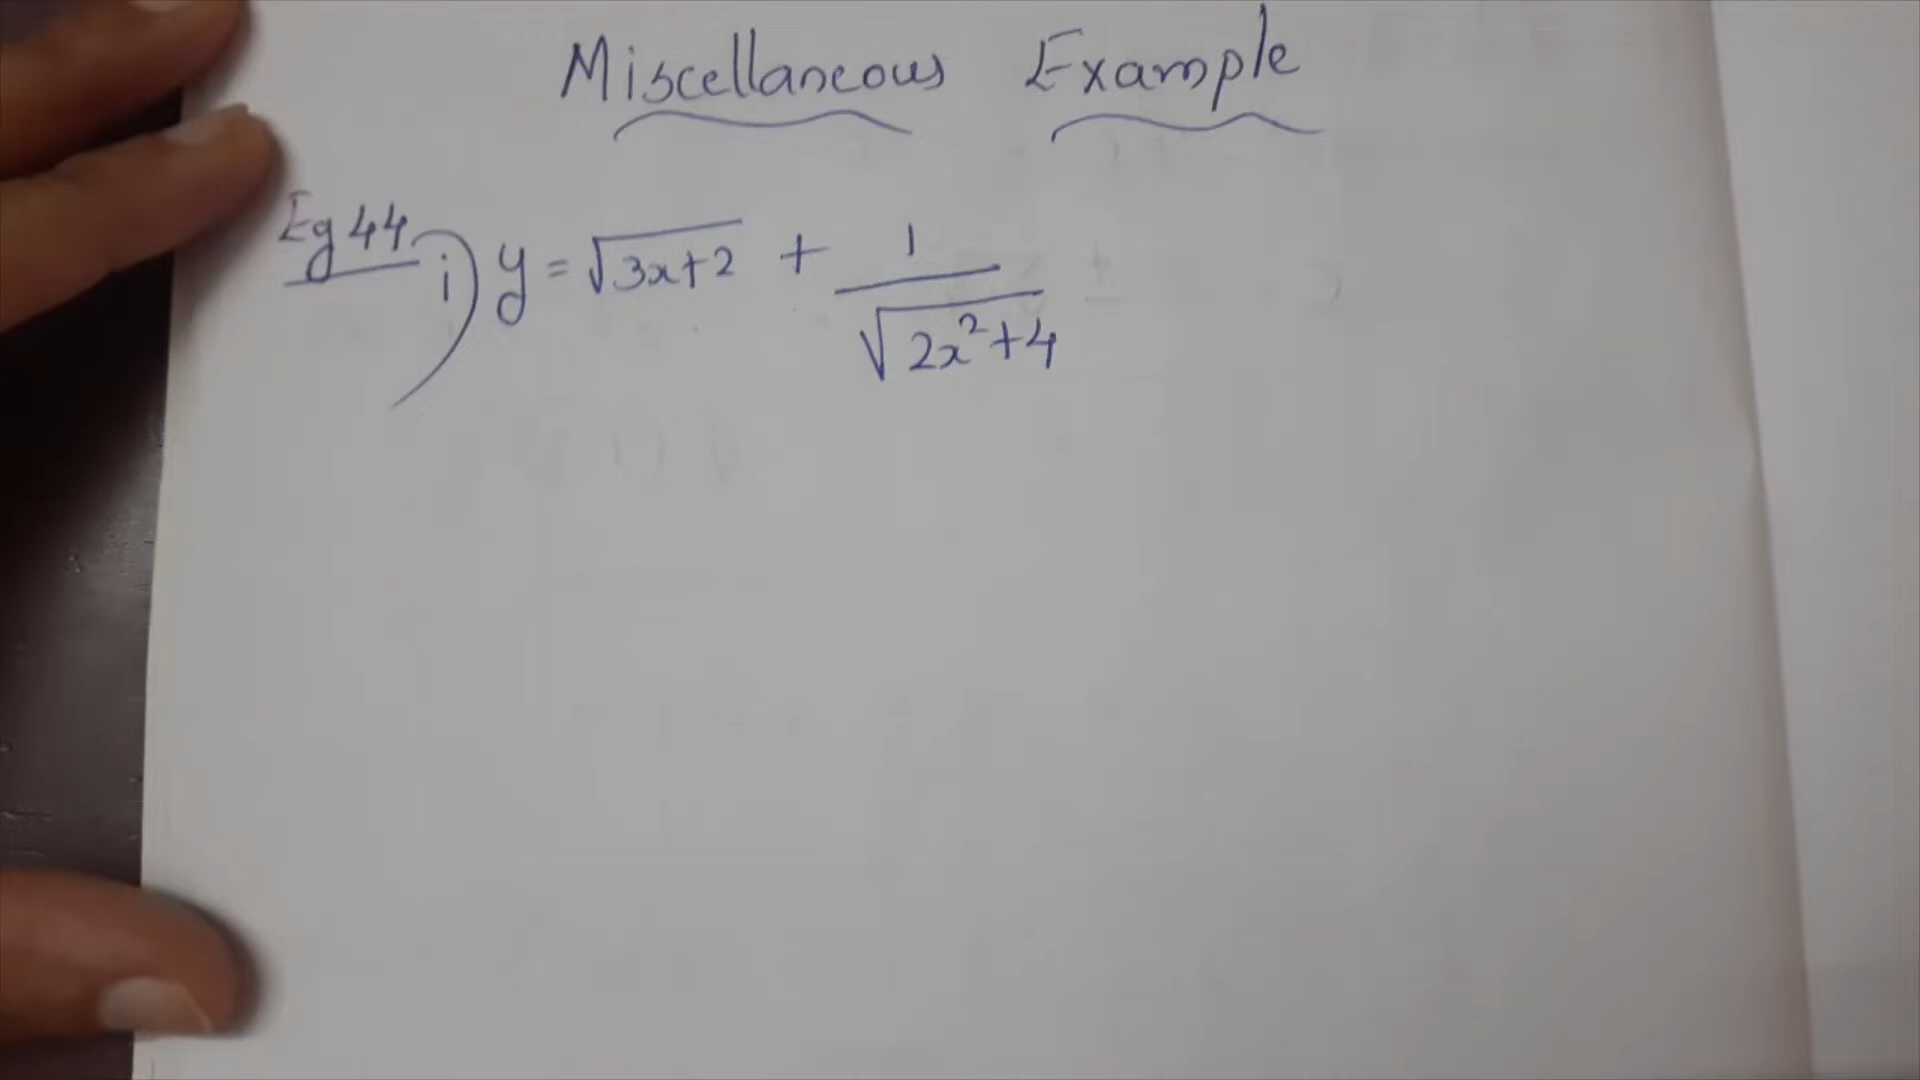 Miscellaneous Example
Eg 44 i) y = √3x+2 + 1/√2x²+4